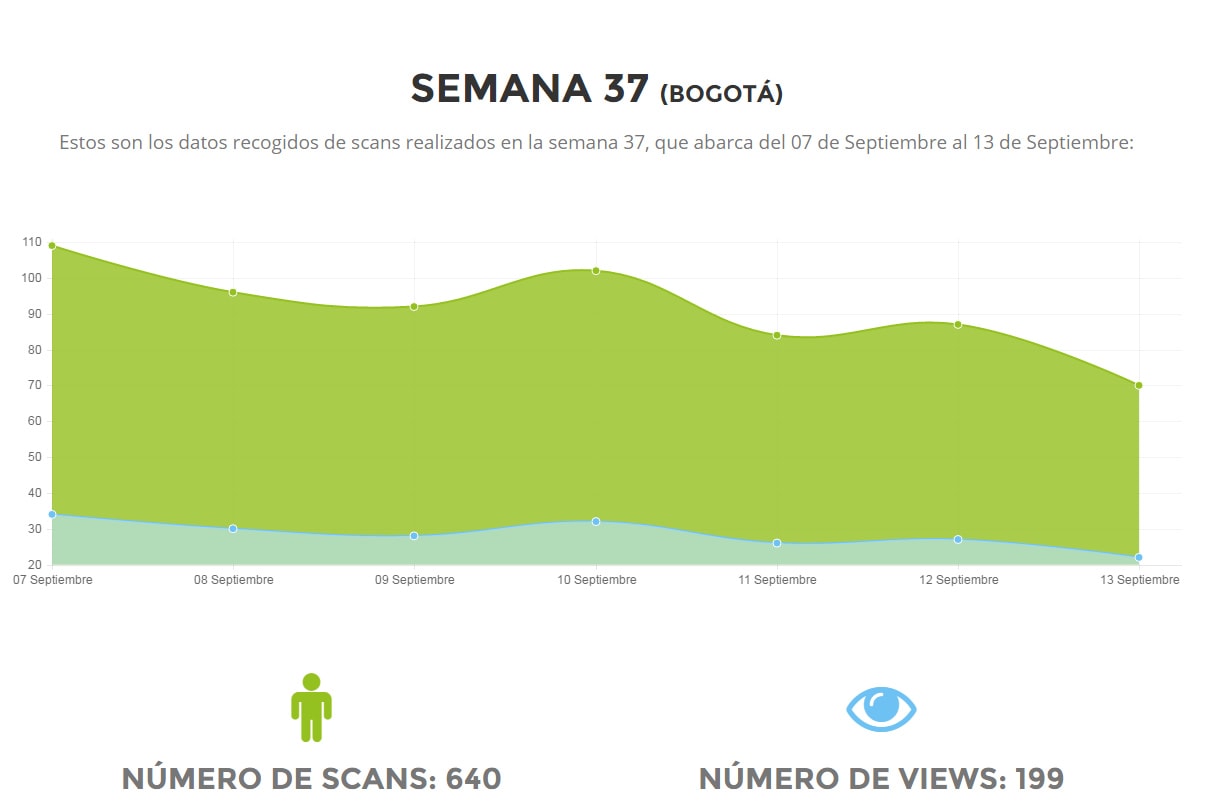 SEMANA 37 (BOGOTÁ)
Estos son los datos recogidos de scans realizados en la semana 37, que abarca del 07 de Septiembre al 13 de Septiembre:
110
100
90
80
70
60
50
40
30
20
07 Septiembre 08 Septiembre 09 Septiembre 10 Septiembre 11 Septiembre 12 Septiembre 13 Septiembre
NÚMERO DE SCANS: 640 NÚMERO DE VIEWS: 199